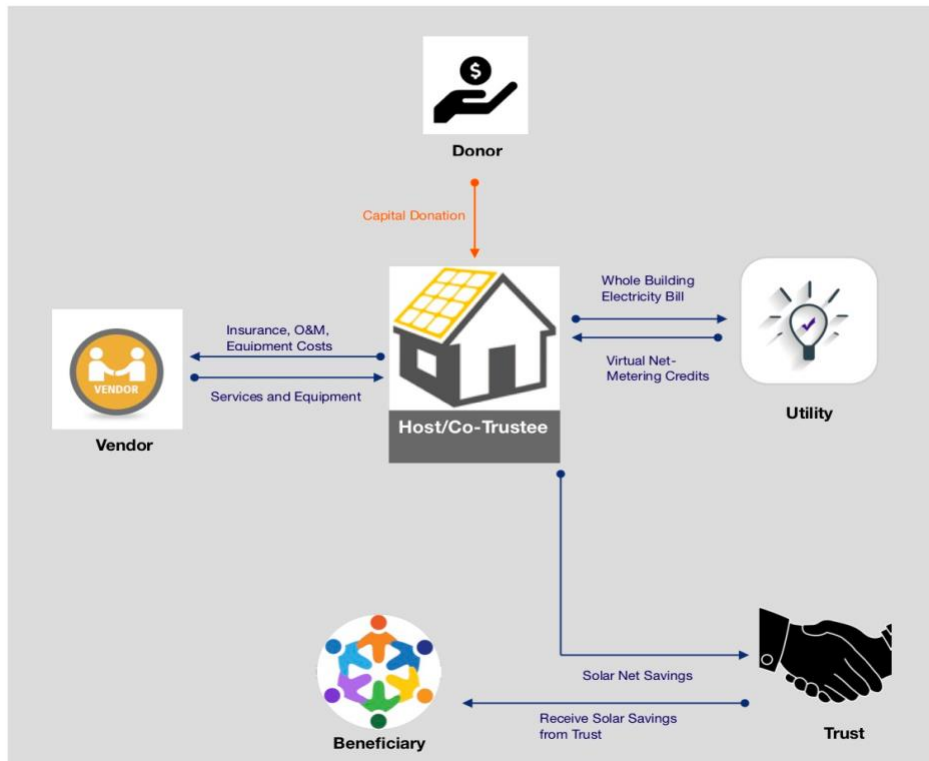 $
Donor
Capital Donation
Whole Building
Electricity Bill
Insurance, O&M,
Equipment Costs
Virtual Net-
Metering Credits
VENDOR
Services and Equipment
Utility
Host/Co-Trustee
Vendor
Solar Net Savings
Receive Solar Savings
from Trust
Trust
Beneficiary